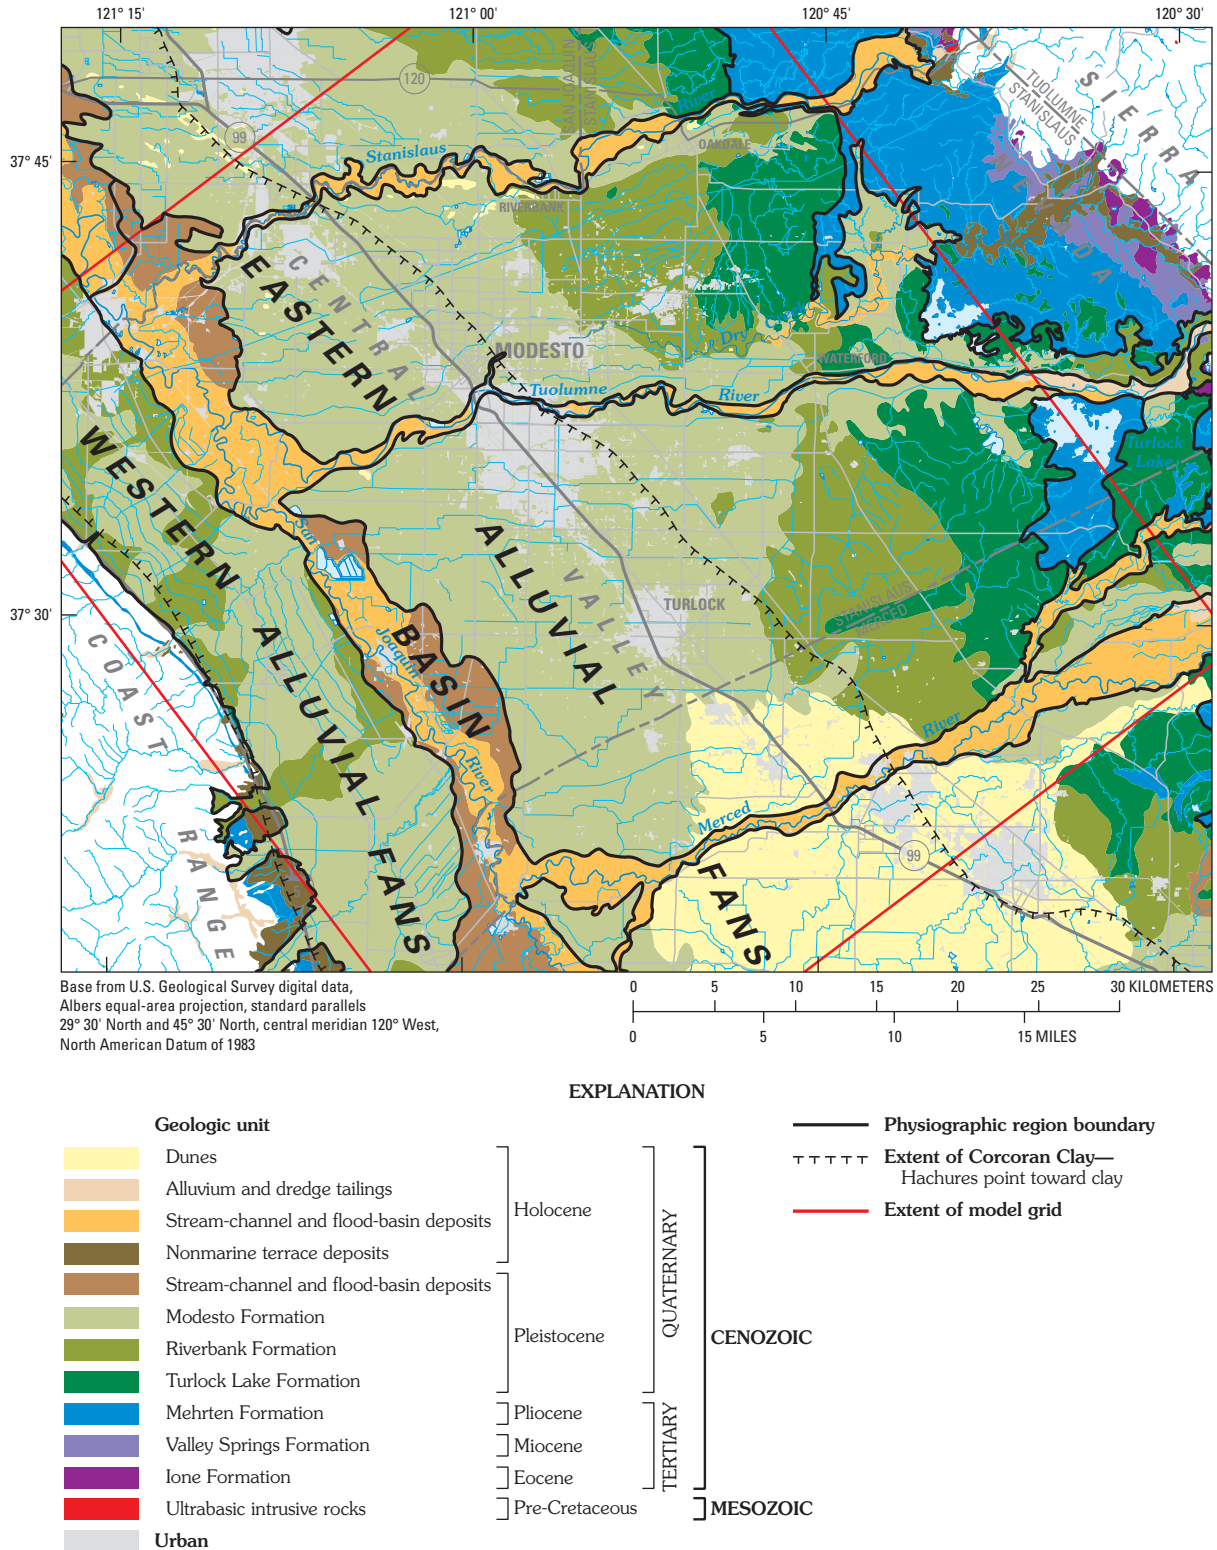 121° 15'
121° 00'
120° 45'
120° 30'
37° 45'
37° 30'
120
99
SAN JOAQUIN
STANISLAUS
River
Stanislaus
OAKDALE
RIVERBANK
TUOLUMNE
STANISLAUS
SIERRA
NEVADA
CENTRAL
EASTERN
MODESTO
Dry
WATERFORD
Tuolumne
River
Turlock
Lake
WESTERN
San
ALLUVIAL
VALLEY
TURLOCK
STANISLAUS
MERCED
COAST
ALLUVIAL
BASIN
Joaquin
River
River
Merced
99
RANGE
FANS
FANS
Base from U.S. Geological Survey digital data,
Albers equal-area projection, standard parallels
29° 30' North and 45° 30' North, central meridian 120° West,
North American Datum of 1983
0 5 10 15 20 25 30 KILOMETERS
0 5 10 15 MILES
EXPLANATION
Geologic unit
Dunes
Alluvium and dredge tailings
Stream-channel and flood-basin deposits
Nonmarine terrace deposits
Stream-channel and flood-basin deposits
Modesto Formation
Riverbank Formation
Turlock Lake Formation
Mehrten Formation
Valley Springs Formation
Ione Formation
Ultrabasic intrusive rocks
Urban
Holocene
Pleistocene
Pliocene
Miocene
Eocene
Pre-Cretaceous
QUATERNARY
TERTIARY
CENOZOIC
MESOZOIC
Physiographic region boundary
Extent of Corcoran Clay—
Hachures point toward clay
Extent of model grid